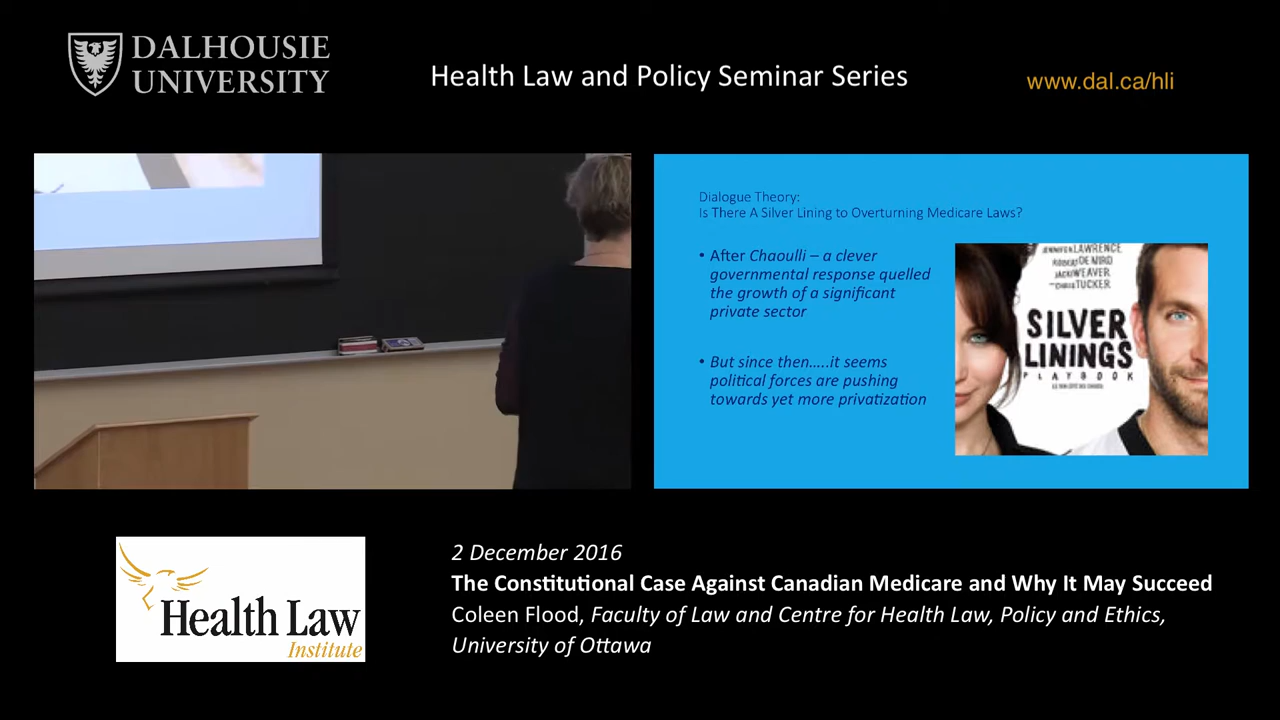 DALHOUSIE
UNIVERSITY
Health Law and Policy Seminar Series
www.dal.ca/hli
Dialogue Theory:
Is There A Silver Lining to Overturning Medicare Laws?
• After Chaoulli – a clever
governmental response quelled
the growth of a significant
private sector
• But since then.....it seems
political forces are pushing
towards yet more privatization
JENNIFER LAWRENCE
ROBERT DE NIRO
JACKI WEAVER
CHRIS TUCKER
SILVER
LININGS
PLAYBOOK
Health Law
Institute
2 December 2016
The Constitutional Case Against Canadian Medicare and Why It May Succeed
Coleen Flood, Faculty of Law and Centre for Health Law, Policy and Ethics,
University of Ottawa